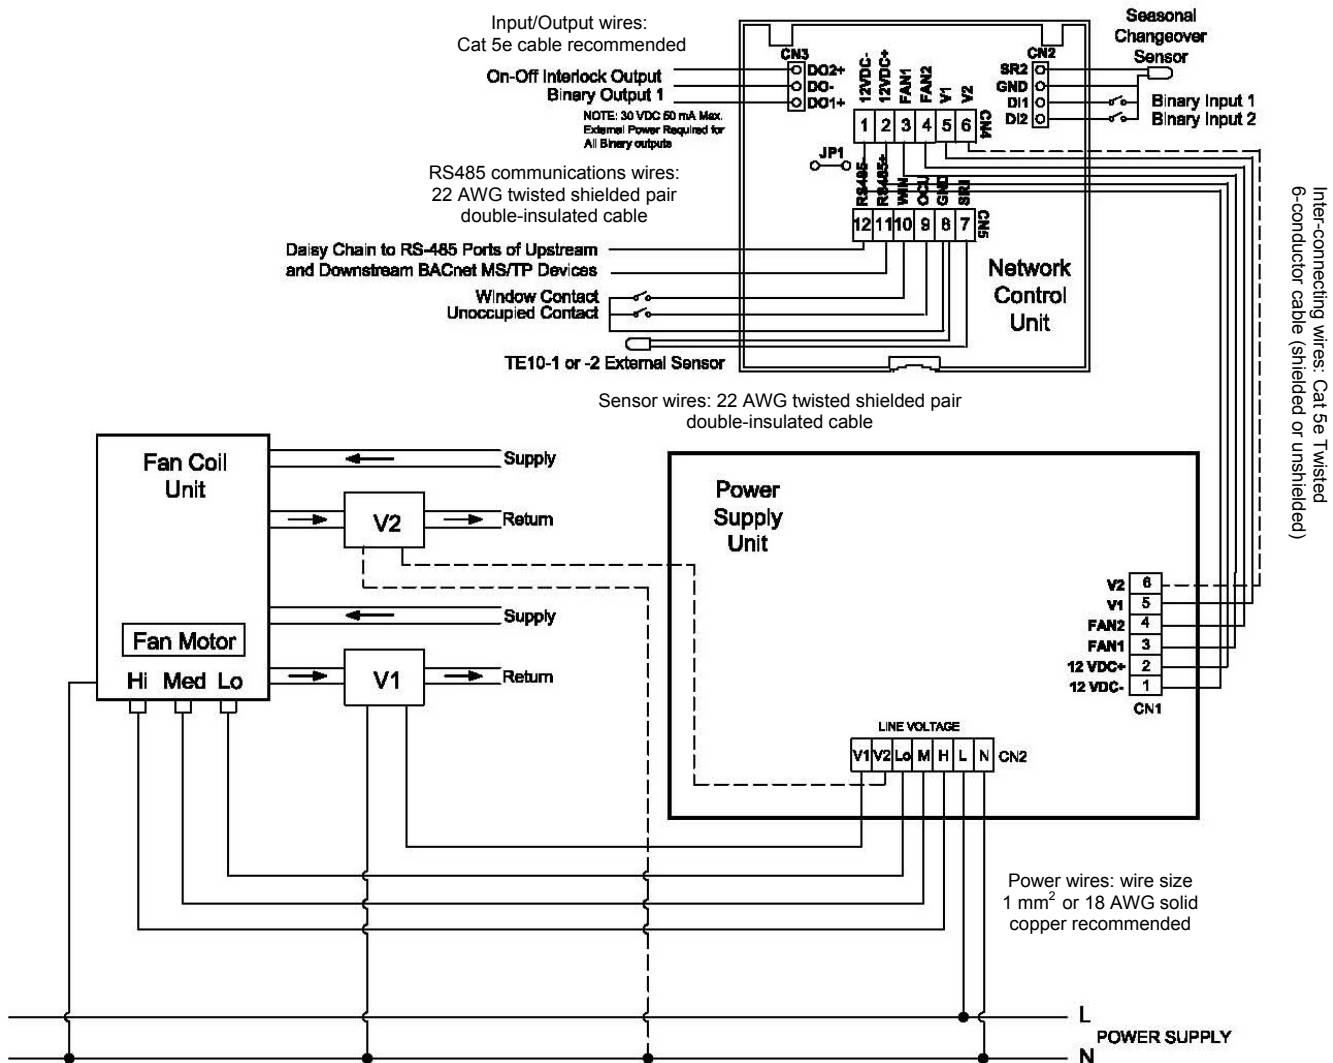 Input/Output wires:
Cat 5e cable recommended
On-Off Interlock Output
Binary Output 1
NOTE: 30 VDC 50 mA Max.
External Power Required for
All Binary outputs
CN3
DO2+
DO-
DO1+
12VDC-
12VDC+
FAN1
FAN2
V1
V2
1 2 3 4 5 6
CN4
JP1
CN2
SR2
GND
DI1
DI2
Seasonal
Changeover
Sensor
Binary Input 1
Binary Input 2
RS485 communications wires:
22 AWG twisted shielded pair
double-insulated cable
RS485-
RS485+
WIN
OCU
GND
SR1
12 11 10 9 8 7
CN5
Daisy Chain to RS-485 Ports of Upstream
and Downstream BACnet MS/TP Devices
Window Contact
Unoccupied Contact
TE10-1 or -2 External Sensor
Network
Control
Unit
Sensor wires: 22 AWG twisted shielded pair
double-insulated cable
Inter-connecting wires: Cat 5e Twisted
6-conductor cable (shielded or unshielded)
Fan Coil
Unit
Supply
V2
Return
Supply
Fan Motor
Hi Med Lo
V1
Return
Power
Supply
Unit
V2 6
V1 5
FAN2 4
FAN1 3
12 VDC+ 2
12 VDC- 1
CN1
LINE VOLTAGE
V1 V2 Lo M H L N CN2
Power wires: wire size
1 mm² or 18 AWG solid
copper recommended
L
POWER SUPPLY
N